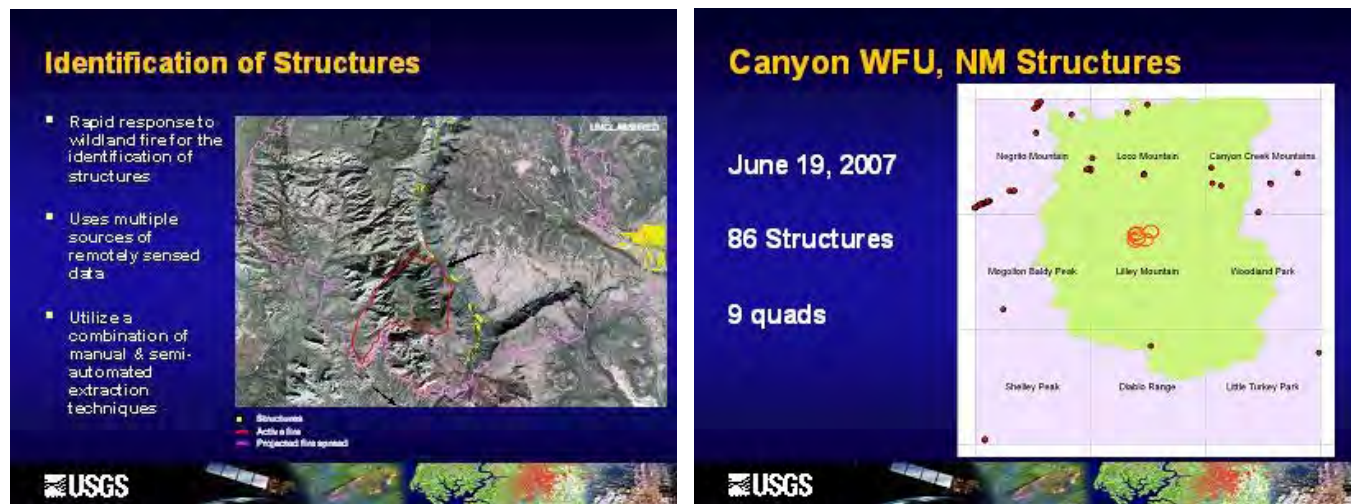 Identification of Structures
▪ Rapid response to
wildland fire for the
identification of
structures
▪ Uses multiple
sources of
remotely sensed
data
▪ Utilize a
combination of
manual & semi-
automated
extraction
techniques
UNCLASSIFIED
Structures
Active fire
Projected fire spread
USGS
Canyon WFU, NM Structures
June 19, 2007
86 Structures
9 quads
Negrito Mountain
Loco Mountain
Canyon Creek Mountains
Mogollon Baldy Peak
Lilley Mountain
Woodland Park
Shelley Peak
Diablo Range
Little Turkey Park
USGS